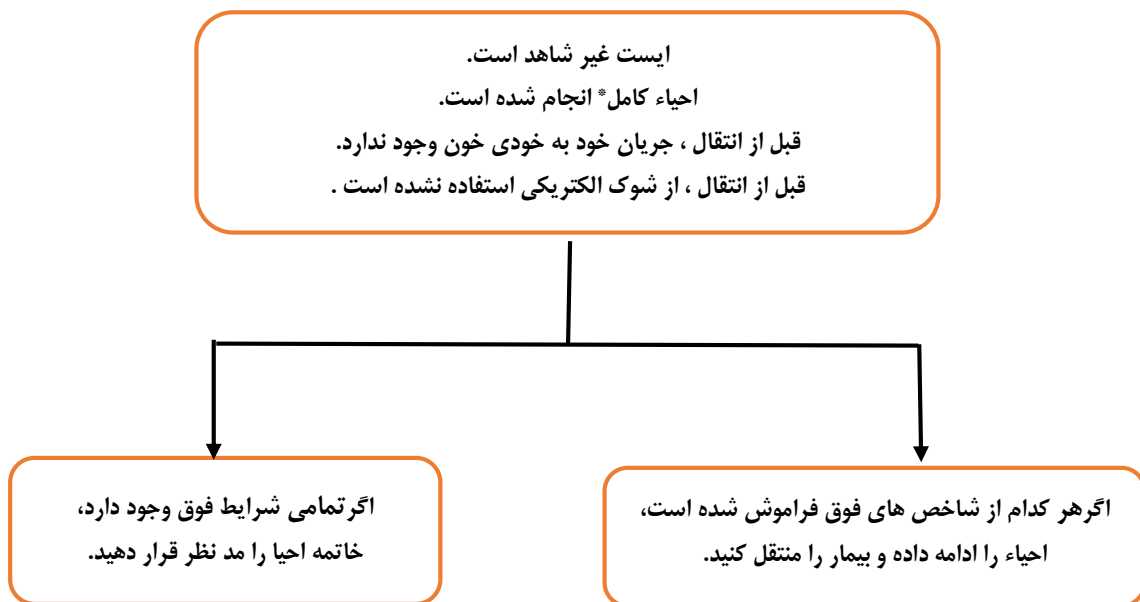 ایست غیر شاهد است.
احیاء کامل* انجام شده است.
قبل از انتقال ، جریان خود به خودی خون وجود ندارد.
قبل از انتقال ، از شوک الکتریکی استفاده نشده است .
اگرهر کدام از شاخص های فوق فراموش شده است،
احیاء را ادامه داده و بیمار را منتقل کنید.
اگرتمامی شرایط فوق وجود دارد،
خاتمه احیا را مد نظر قرار دهید.